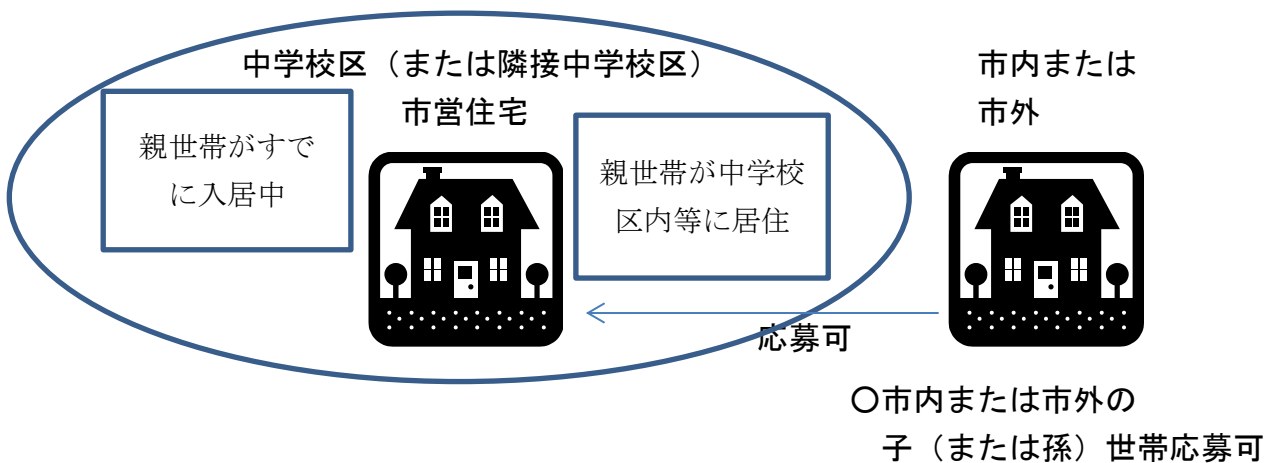 中学校区（または隣接中学校区）
市営住宅
親世帯がすで
に入居中
親世帯が中学校
区内等に居住
市内または
市外
応募可
〇市内または市外の
子（または孫）世帯応募可